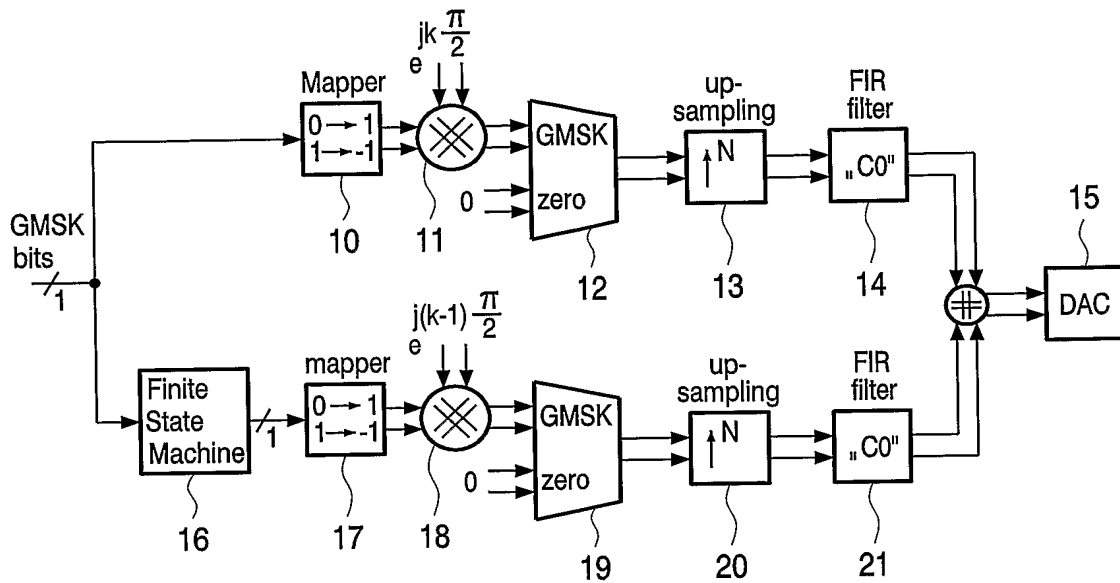 e jk π/2
Mapper
0 → 1
1 → -1
10
11
GMSK
0
zero
12
up-
sampling
↑ N
13
FIR
filter
„C0"
14
15
DAC
GMSK
bits
1
Finite
State
Machine
16
1
mapper
0 → 1
1 → -1
17
e j(k-1) π/2
18
GMSK
0
zero
19
up-
sampling
↑ N
20
FIR
filter
„C0"
21